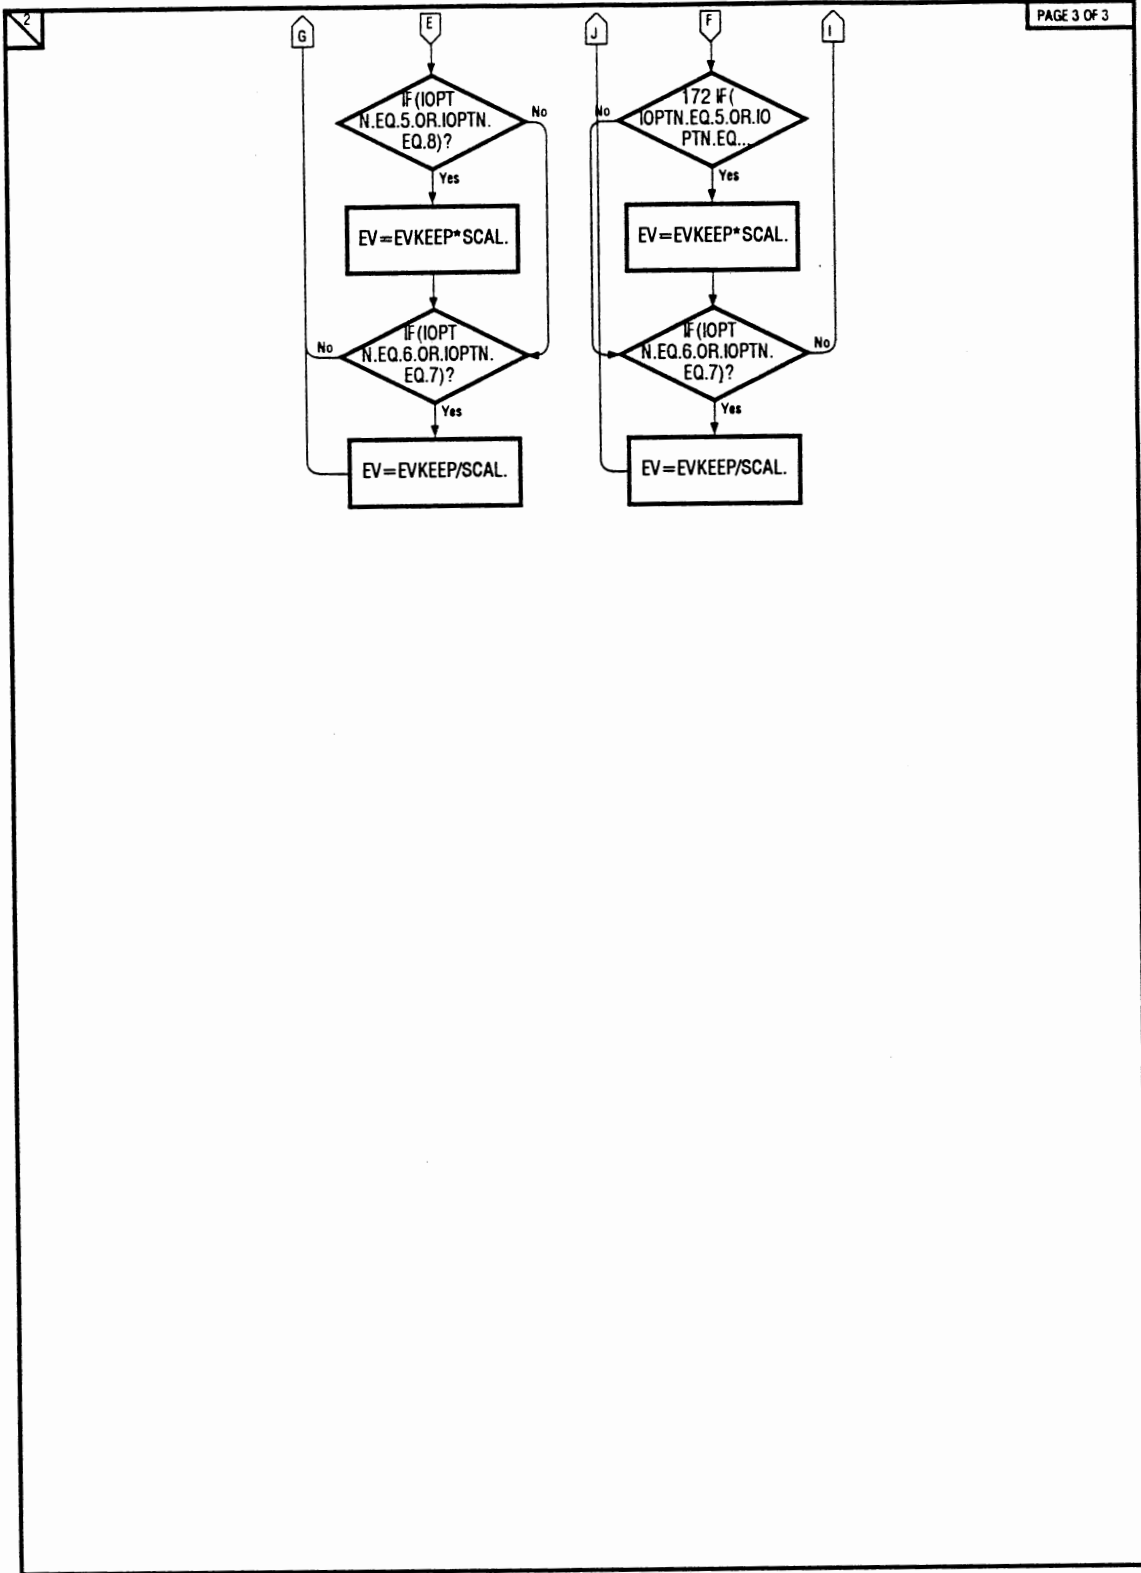 2
PAGE 3 OF 3
G
E
J
F
I
IF(IOPT
N.EQ.5.OR.IOPTN.
EQ.8)?
No
Yes
EV=EVKEEP*SCAL.
IF(IOPT
N.EQ.6.OR.IOPTN.
EQ.7)?
No
Yes
EV=EVKEEP/SCAL.
172 IF(
IOPTN.EQ.5.OR.IO
PTN.EQ...
No
Yes
EV=EVKEEP*SCAL.
IF(IOPT
N.EQ.6.OR.IOPTN.
EQ.7)?
No
Yes
EV=EVKEEP/SCAL.